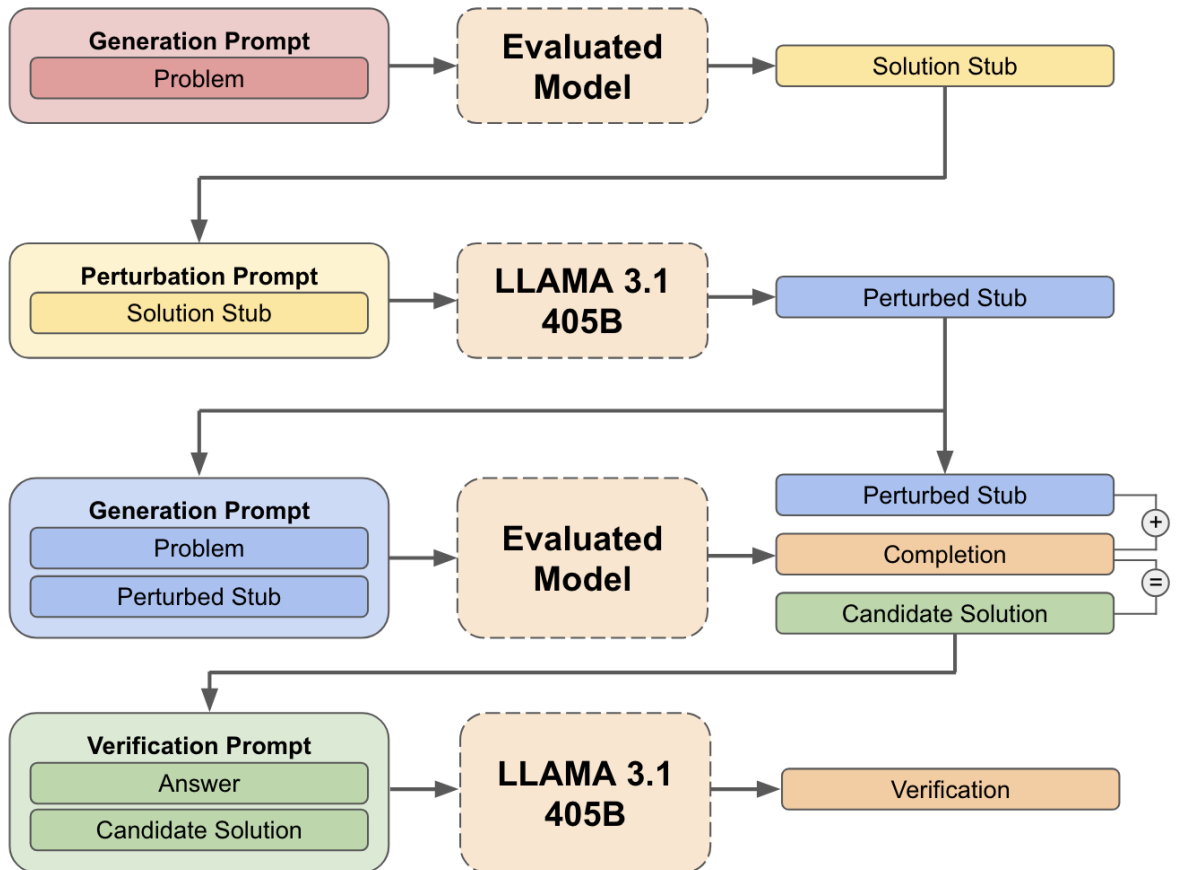 Generation Prompt
Problem
Evaluated
Model
Solution Stub
Perturbation Prompt
Solution Stub
LLAMA 3.1
405B
Perturbed Stub
Generation Prompt
Problem
Perturbed Stub
Evaluated
Model
Perturbed Stub
+
Completion
=
Candidate Solution
Verification Prompt
Answer
Candidate Solution
LLAMA 3.1
405B
Verification